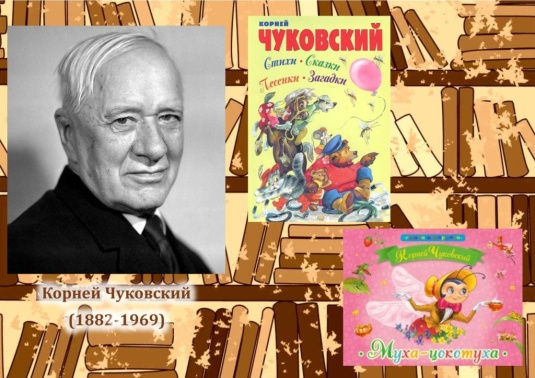 Корней Чуковский
(1882-1969)
КОРНЕЙ
ЧУКОВСКИЙ
Стихи • Сказки
Песенки • Загадки
Корней Чуковский
• Муха-цокотуха •